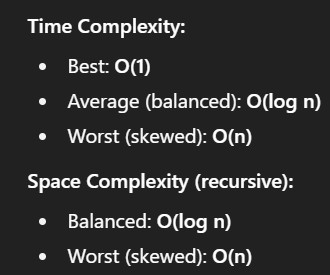 Time Complexity:
• Best: O(1)
• Average (balanced): O(log n)
• Worst (skewed): O(n)
Space Complexity (recursive):
• Balanced: O(log n)
• Worst (skewed): O(n)